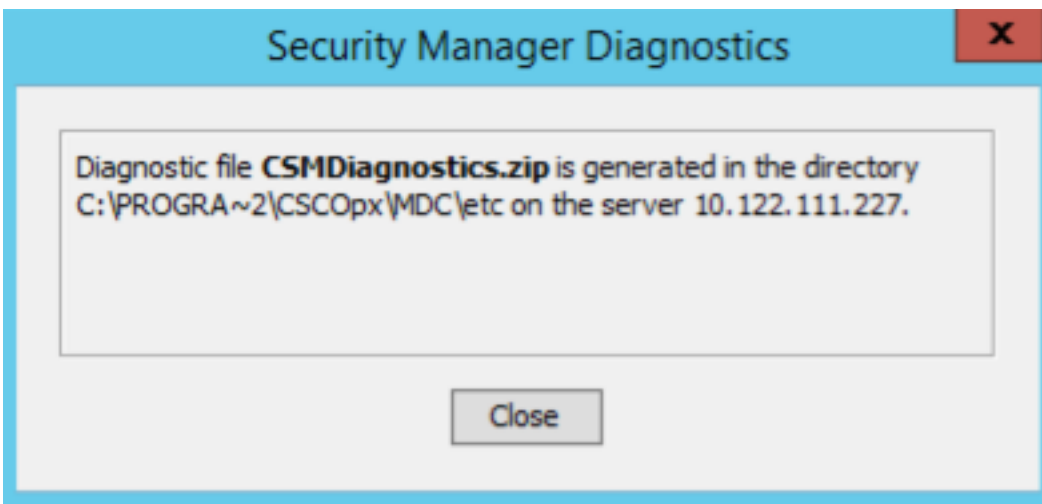 Security Manager Diagnostics
x
Diagnostic file CSMDiagnostics.zip is generated in the directory
C:\PROGRA~2\CSCOpx\MDC\etc on the server 10.122.111.227.
Close